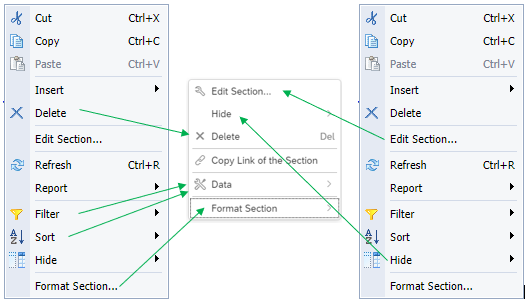 Cut Ctrl+X
Copy Ctrl+C
Paste Ctrl+V
Insert
Delete
Edit Section...
Refresh Ctrl+R
Report
Filter
Sort
Hide
Format Section...
Edit Section...
Hide
Delete Del
Copy Link of the Section
Data
Format Section
Cut Ctrl+X
Copy Ctrl+C
Paste Ctrl+V
Insert
Delete
Edit Section...
Refresh Ctrl+R
Report
Filter
Sort
Hide
Format Section...